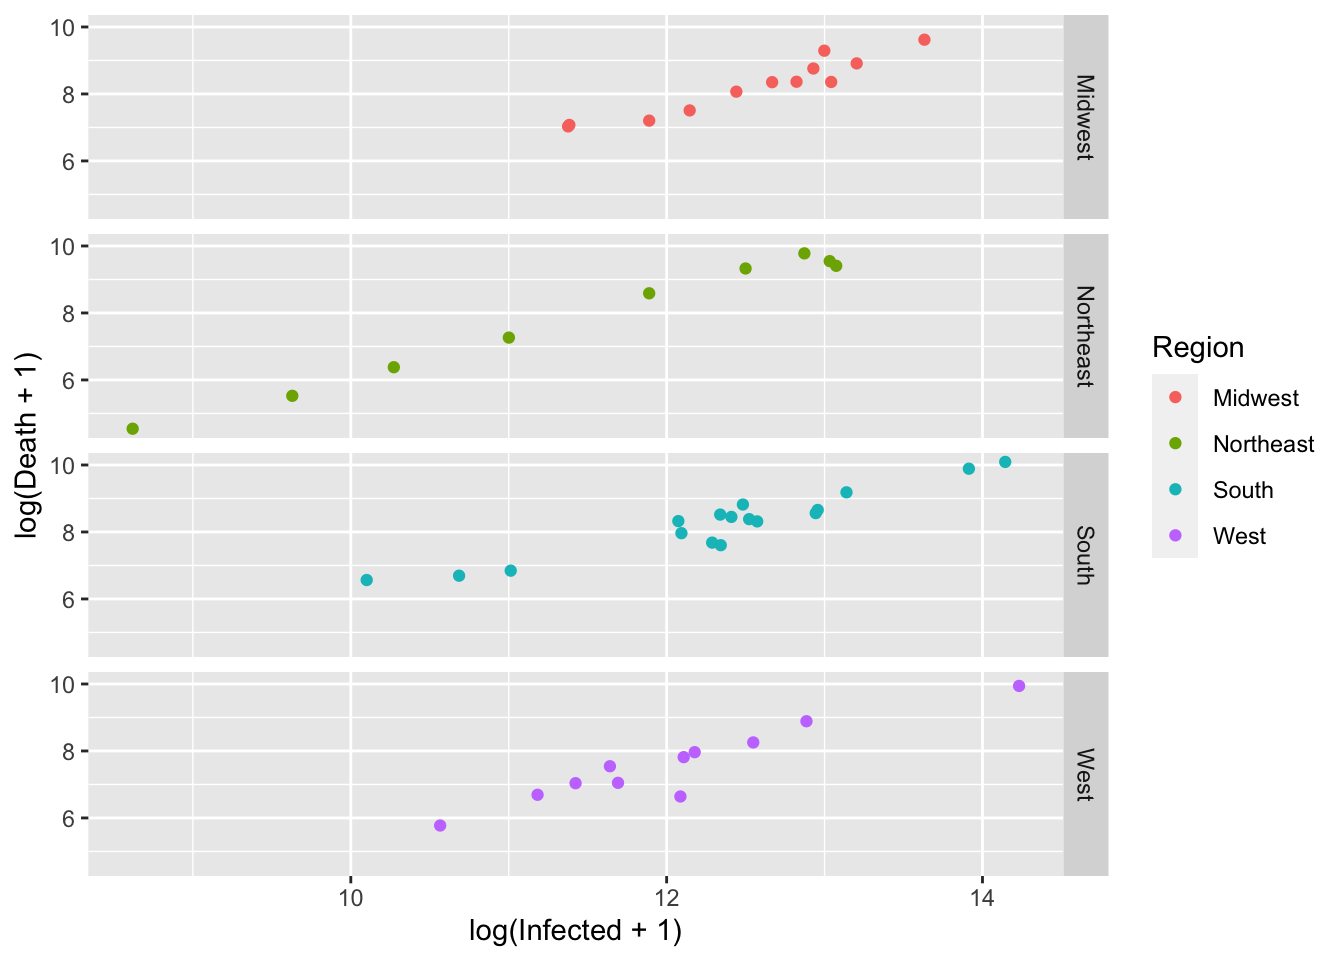 10
8
6
Midwest
10
8
6
Northeast
10
8
6
South
10
8
6
West
10 12 14
log(Infected + 1)
log(Death + 1)
Region
Midwest
Northeast
South
West